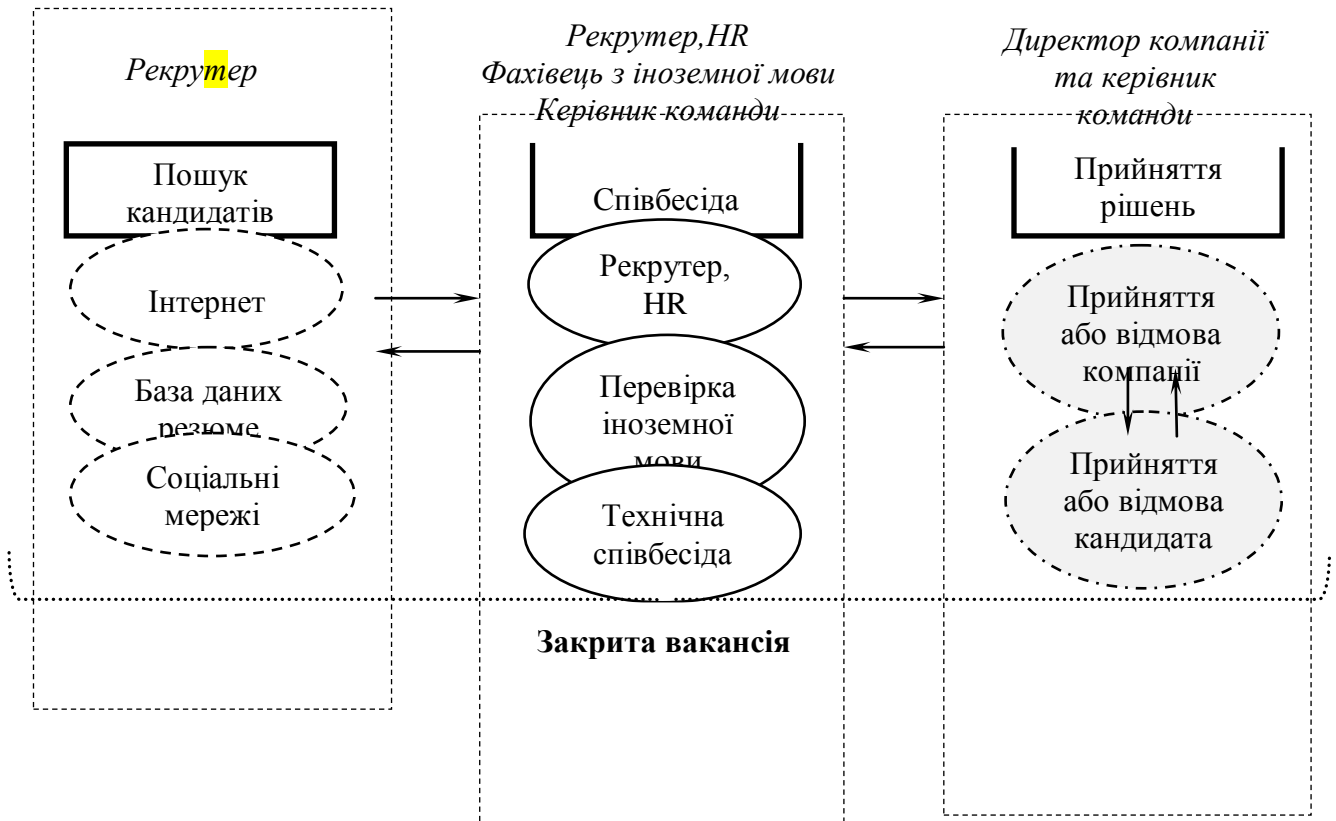 Рекрутер
Пошук
кандидатів
Інтернет
База даних
резюме
Соціальні
мережі
Рекрутер,HR
Фахівець з іноземної мови
Керівник команди
Співбесіда
Рекрутер,
HR
Перевірка
іноземної
мови
Технічна
співбесіда
Директор компанії
та керівник
команди
Прийняття
рішень
Прийняття
або відмова
компанії
Прийняття
або відмова
кандидата
Закрита вакансія